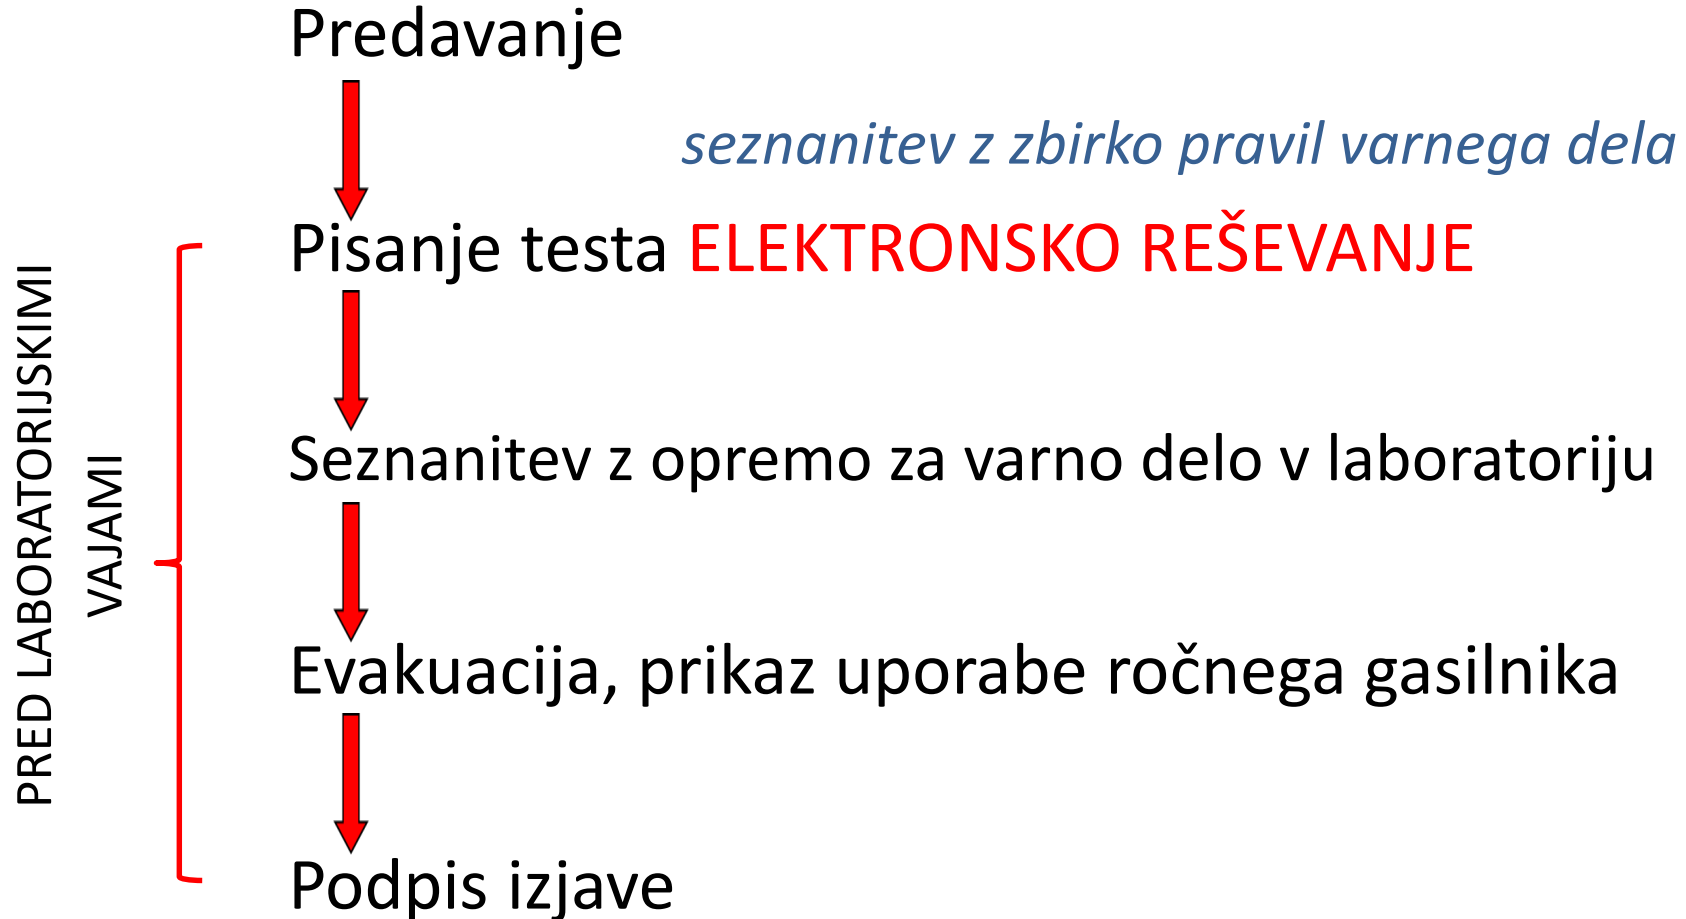 Predavanje
seznanitev z zbirko pravil varnega dela
Pisanje testa ELEKTRONSKO REŠEVANJE
Seznanitev z opremo za varno delo v laboratoriju
Evakuacija, prikaz uporabe ročnega gasilnika
Podpis izjave
PRED LABORATORIJSKIMI
VAJAMI